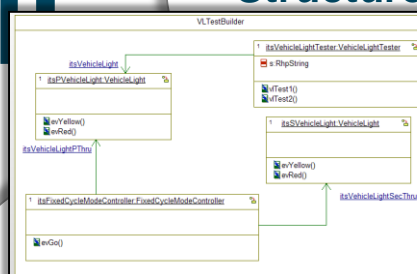 Structure
VLTestBuilder
1 itsVehicleLightTester:VehicleLightTester
s:RhpString
vlTest1()
vlTest2()
itsVehicleLight
1 itsPVehicleLight:VehicleLight
evYellow()
evRed()
1 itsSVehicleLight:VehicleLight
evYellow()
evRed()
itsVehicleLightPThru
itsVehicleLightSecThru
1 itsFixedCycleModeController:FixedCycleModeController
evGo()